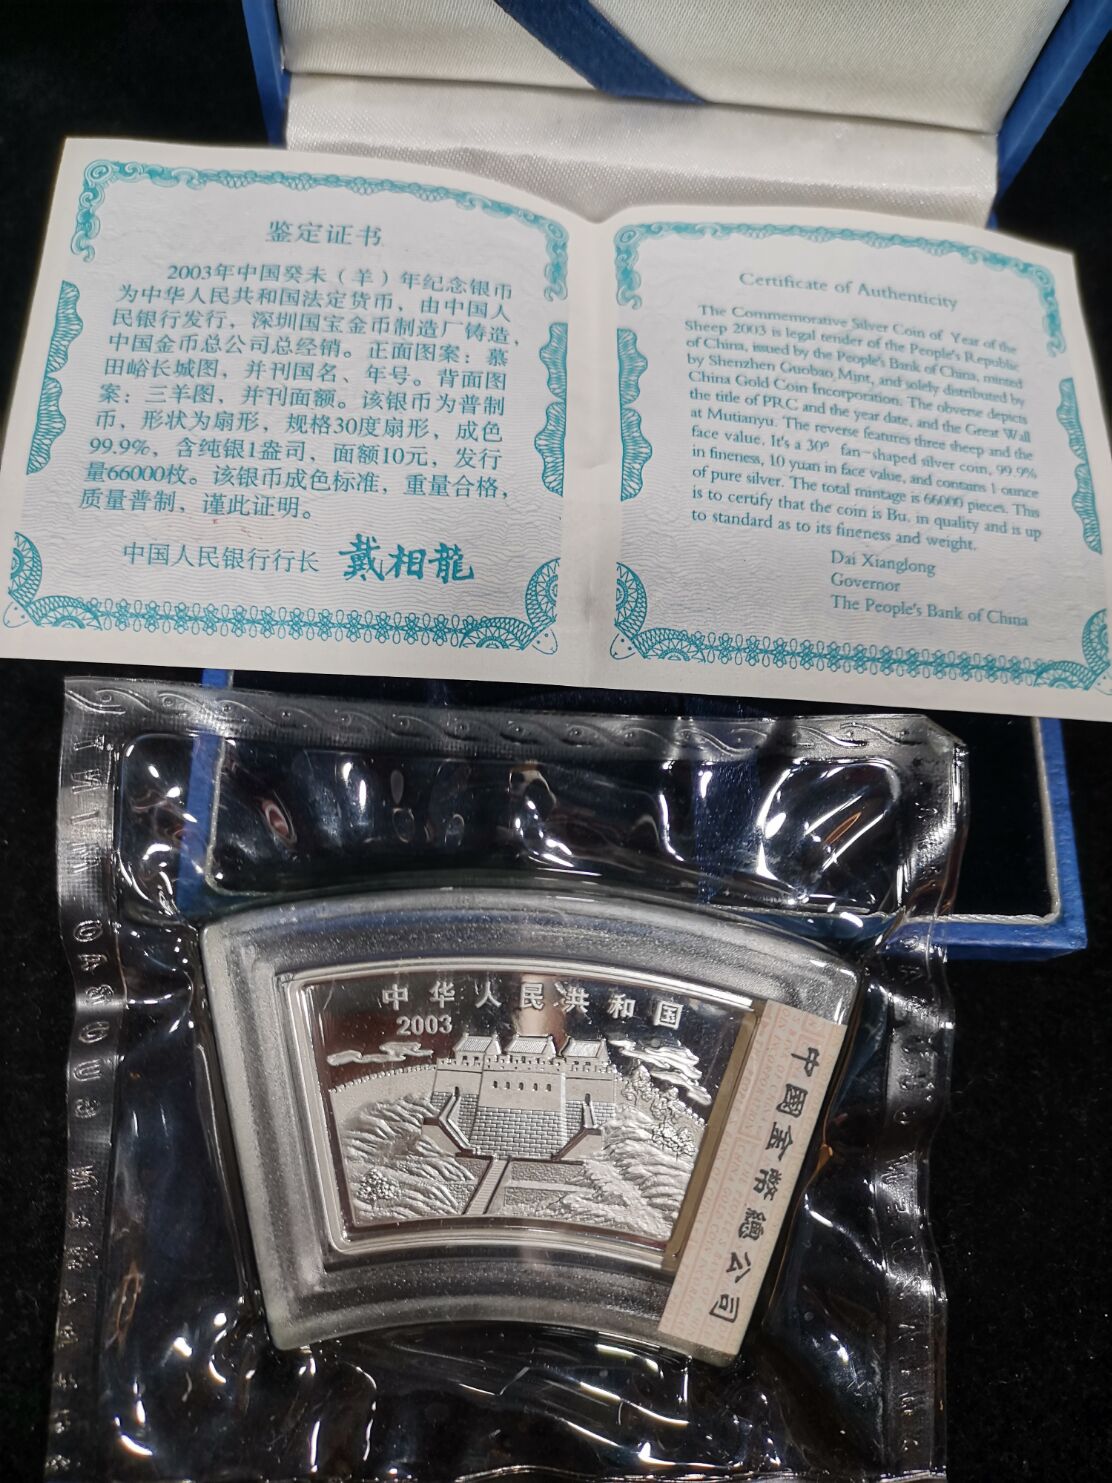 鉴定证书
2003年中国癸未（羊）年纪念银币
为中华人民共和国法定货币，由中国人
民银行发行，深圳国宝金币制造厂铸造，
中国金币总公司总经销。正面图案：慕
田峪长城图，并刊国名、年号。背面图
案：三羊图，并刊面额。该银币为普制
币，形状为扇形，规格30度扇形，成色
99.9%，含纯银1盎司，面额10元，发行
量66000枚。该银币成色标准，重量合格，
质量普制，谨此证明。
中国人民银行行长 戴相龍
Certificate of Authenticity
The Commemorative Silver Coin of Year of the
Sheep 2003 is legal tender of the People's Republic
of China, issued by the People's Bank of China, minted
by Shenzhen Guobao Mint, and solely distributed by
China Gold Coin Incorporation. The obverse depicts
the title of PRC and the year date, and the Great Wall
at Mutianyu. The reverse features three sheep and the
face value. It's a 30° fan-shaped silver coin, 99.9%
in fineness, 10 yuan in face value, and contains 1 ounce
of pure silver. The total mintage is 66000 pieces. This
is to certify that the coin is Bu. in quality and is up
to standard as to its fineness and weight.
Dai Xianglong
Governor
The People's Bank of China
中华人民共和国
2003
中國金幣總公司